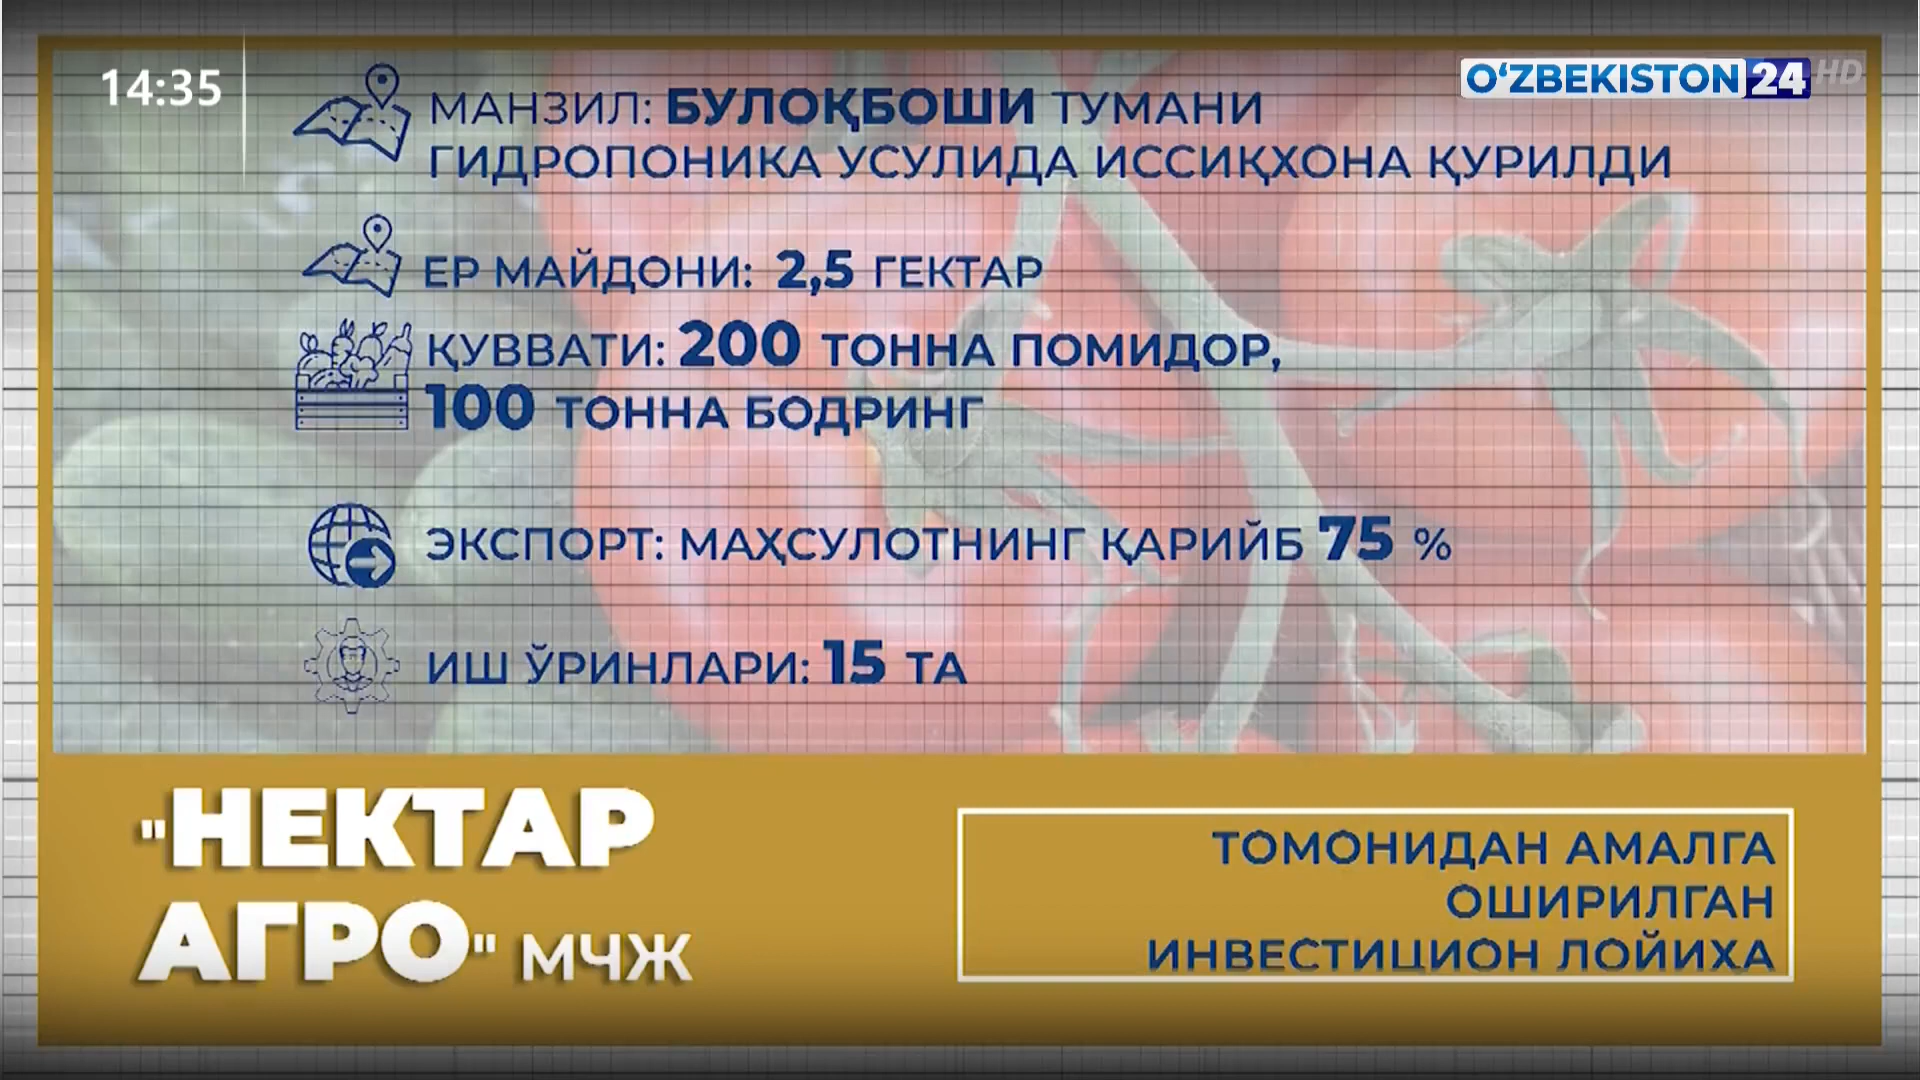 14:35
O‘ZBEKISTON 24 HD
МАНЗИЛ: БУЛОҚБОШИ ТУМАНИ
ГИДРОПОНИКА УСУЛИДА ИССИҚХОНА ҚУРИЛДИ
ЕР МАЙДОНИ: 2,5 ГЕКТАР
ҚУВВАТИ: 200 ТОННА ПОМИДОР,
100 ТОННА БОДРИНГ
ЭКСПОРТ: МАҲСУЛОТНИНГ ҚАРИЙБ 75 %
ИШ ЎРИНЛАРИ: 15 ТА
"НЕКТАР
АГРО" МЧЖ
ТОМОНИДАН АМАЛГА
ОШИРИЛГАН
ИНВЕСТИЦИОН ЛОЙИХА